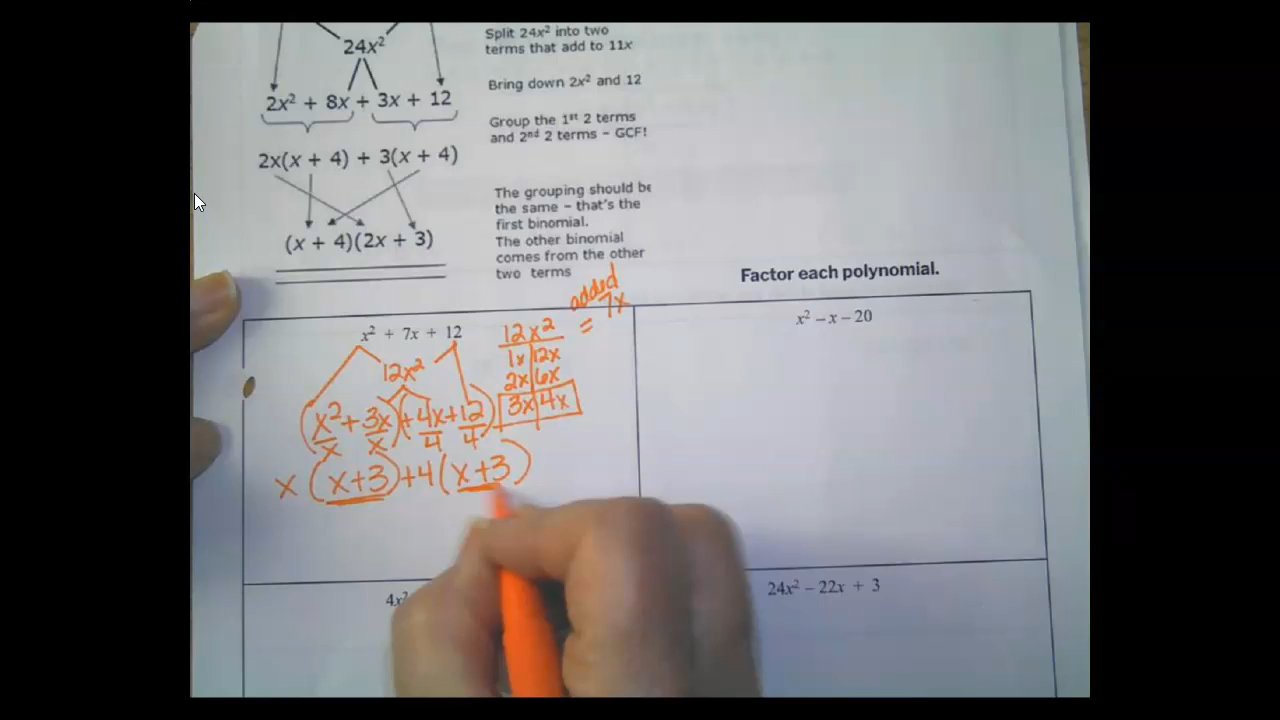 24x²
2x² + 8x + 3x + 12
2x(x + 4) + 3(x + 4)
(x + 4)(2x + 3)
Split 24x² into two
terms that add to 11x
Bring down 2x² and 12
Group the 1st 2 terms
and 2nd 2 terms – GCF!
The grouping should be
the same – that's the
first binomial.
The other binomial
comes from the other
two terms
Factor each polynomial.
x² + 7x + 12
12x²
(x² + 3x)(+4x + 12)
x x 4 4
x (x+3) +4 (x+3)
12x² = added 7x
1x 12x
2x 6x
3x 4x
x² – x – 20
4x²
24x² – 22x + 3